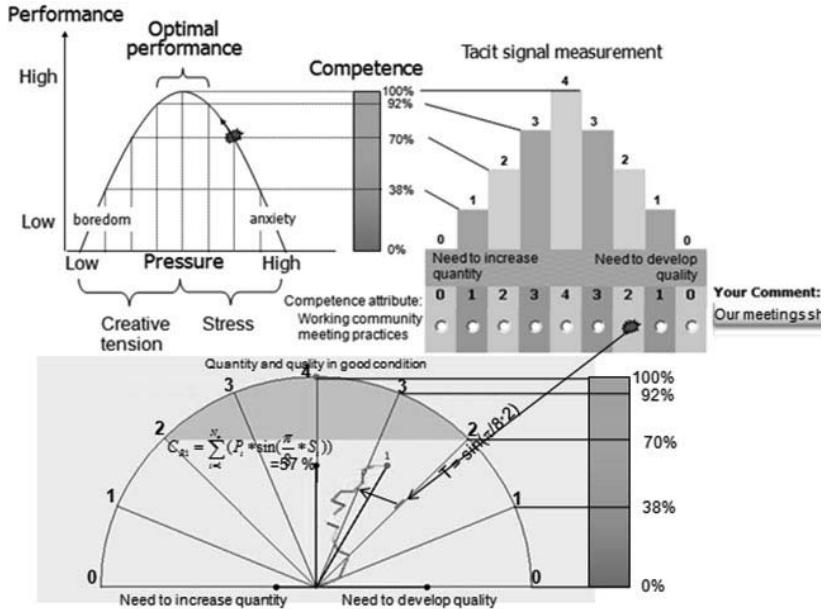 Performance
Optimal
performance
High
Low
boredom
anxiety
Low
Pressure
High
Creative
tension
Stress
Competence
100%
92%
70%
38%
0%
Tacit signal measurement
0
1
2
3
4
3
2
1
0
Need to increase
quantity
Need to develop
quality
Competence attribute:
Working community
meeting practices
0 1 2 3 4 3 2 1 0
Your Comment:
Our meetings sh
Quantity and quality in good condition
0
1
2
3
4
3
2
1
0
=57 %
1
T = sin(π/8·2)
Need to increase quantity
Need to develop quality
100%
92%
70%
38%
0%